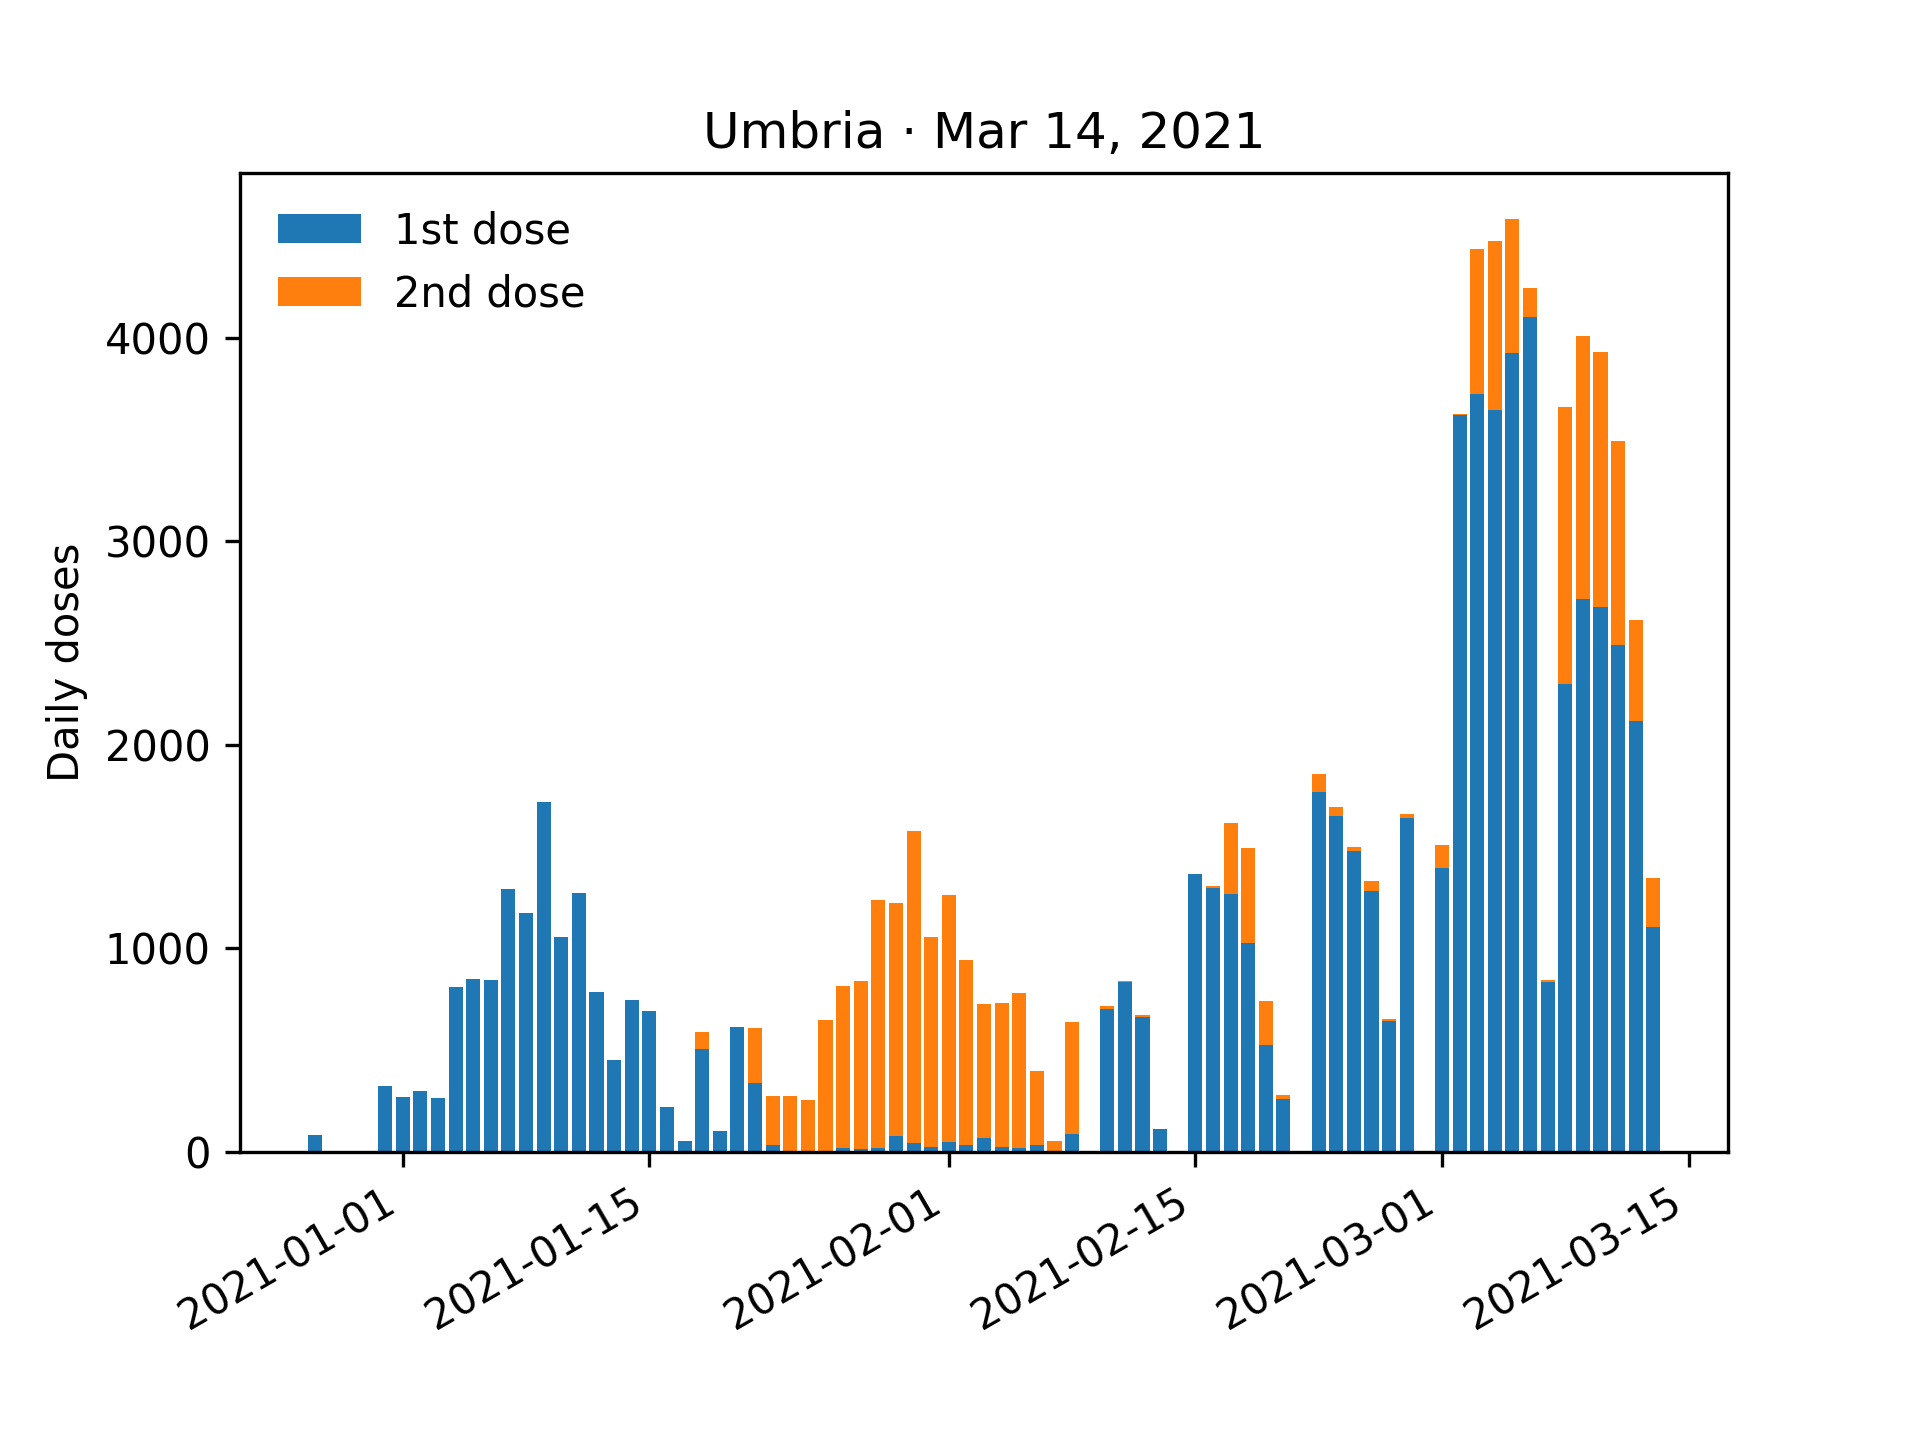 Umbria · Mar 14, 2021
1st dose
2nd dose
Daily doses
4000
3000
2000
1000
0
2021-01-01
2021-01-15
2021-02-01
2021-02-15
2021-03-01
2021-03-15